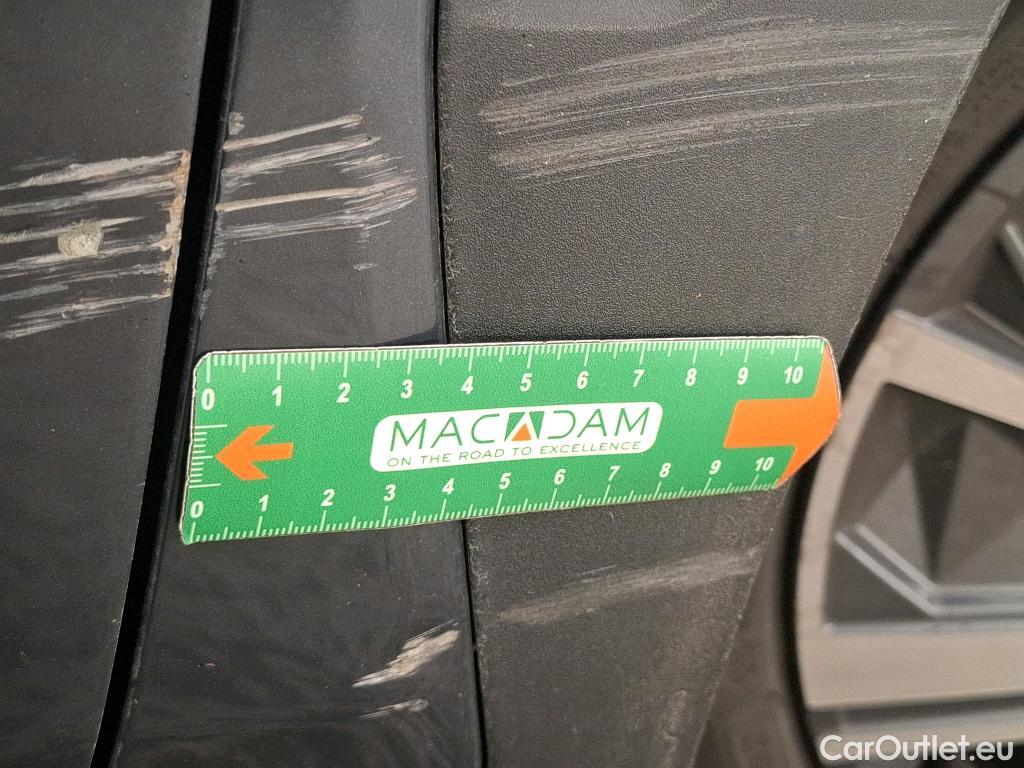 0 1 2 3 4 5 6 7 8 9 10
MACADAM
ON THE ROAD TO EXCELLENCE
0 1 2 3 4 5 6 7 8 9 10
CarOutlet.eu